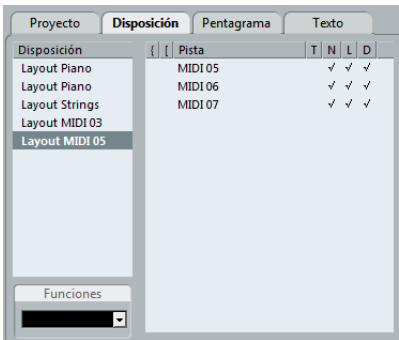 Proyecto Disposición Pentagrama Texto
Disposición
Layout Piano
Layout Piano
Layout Strings
Layout MIDI 03
Layout MIDI 05
{ [ Pista T N L D
MIDI 05 √ √ √
MIDI 06 √ √ √
MIDI 07 √ √ √
Funciones